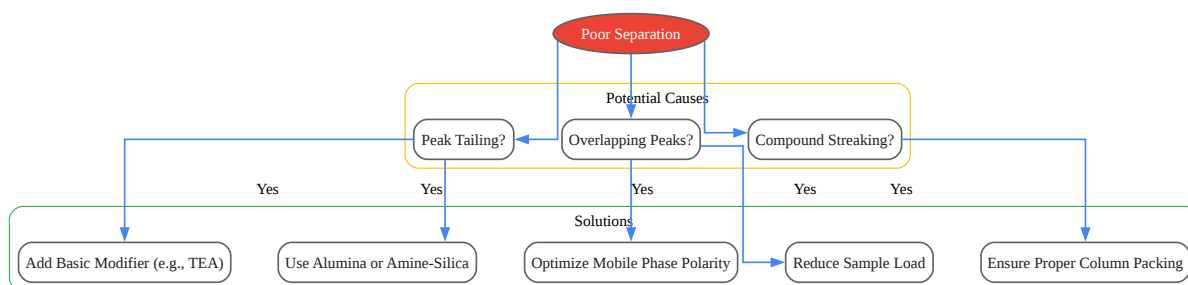 Poor Separation
Potential Causes
Peak Tailing?
Overlapping Peaks?
Compound Streaking?
Yes
Yes
Yes
Yes
Yes
Solutions
Add Basic Modifier (e.g., TEA)
Use Alumina or Amine-Silica
Optimize Mobile Phase Polarity
Reduce Sample Load
Ensure Proper Column Packing